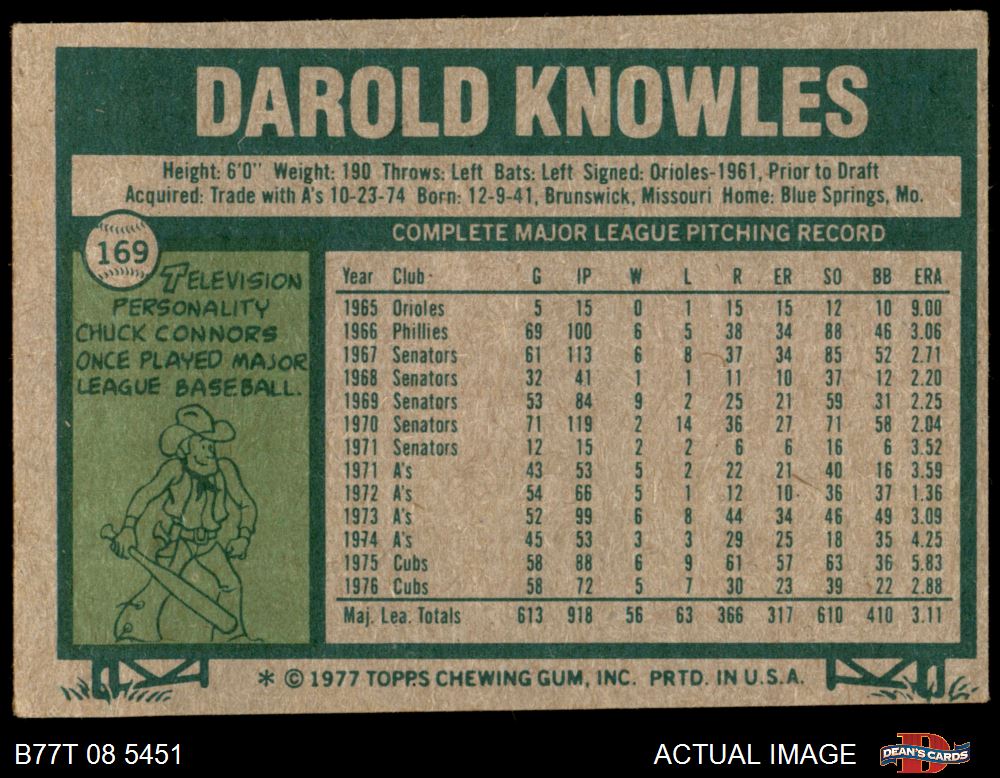 DAROLD KNOWLES
Height: 6'0" Weight: 190 Throws: Left Bats: Left Signed: Orioles-1961, Prior to Draft
Acquired: Trade with A's 10-23-74 Born: 12-9-41, Brunswick, Missouri Home: Blue Springs, Mo.
169
TELEVISION
PERSONALITY
CHUCK CONNORS
ONCE PLAYED MAJOR
LEAGUE BASEBALL.
COMPLETE MAJOR LEAGUE PITCHING RECORD
Year Club G IP W L R ER SO BB ERA
1965 Orioles 5 15 0 1 15 15 12 10 9.00
1966 Phillies 69 100 6 5 38 34 88 46 3.06
1967 Senators 61 113 6 8 37 34 85 52 2.71
1968 Senators 32 41 1 1 11 10 37 12 2.20
1969 Senators 53 84 9 2 25 21 59 31 2.25
1970 Senators 71 119 2 14 36 27 71 58 2.04
1971 Senators 12 15 2 2 6 6 16 6 3.52
1971 A's 43 53 5 2 22 21 40 16 3.59
1972 A's 54 66 5 1 12 10 36 37 1.36
1973 A's 52 99 6 8 44 34 46 49 3.09
1974 A's 45 53 3 3 29 25 18 35 4.25
1975 Cubs 58 88 6 9 61 57 63 36 5.83
1976 Cubs 58 72 5 7 30 23 39 22 2.88
Maj. Lea. Totals 613 918 56 63 366 317 610 410 3.11
* © 1977 TOPPS CHEWING GUM, INC. PRTD. IN U.S.A.
B77T 08 5451
ACTUAL IMAGE
DEAN'S CARDS